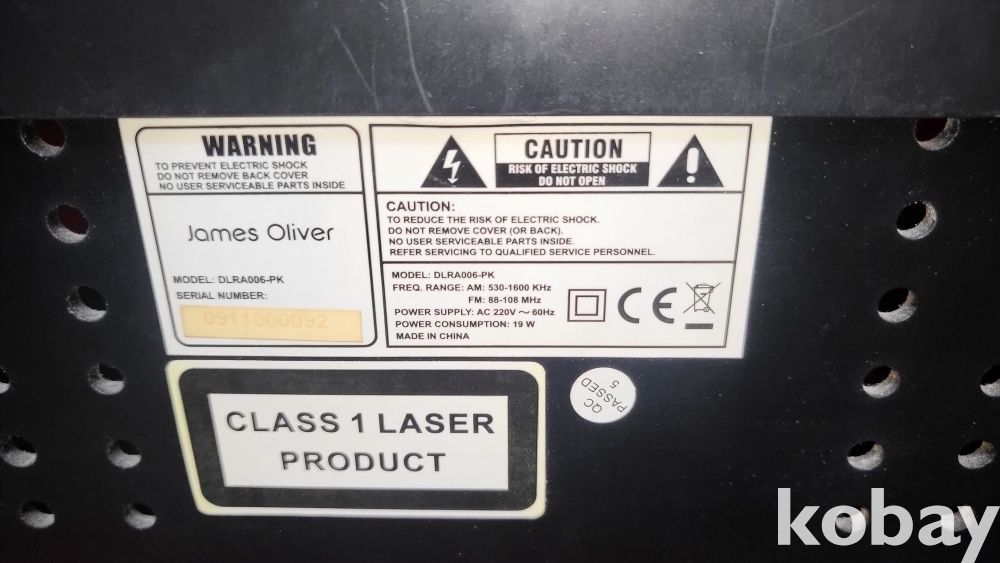 WARNING
TO PREVENT ELECTRIC SHOCK
DO NOT REMOVE BACK COVER
NO USER SERVICEABLE PARTS INSIDE
James Oliver
MODEL: DLRA006-PK
SERIAL NUMBER:
0911000092
CAUTION
RISK OF ELECTRIC SHOCK
DO NOT OPEN
CAUTION:
TO REDUCE THE RISK OF ELECTRIC SHOCK.
DO NOT REMOVE COVER (OR BACK).
NO USER SERVICEABLE PARTS INSIDE.
REFER SERVICING TO QUALIFIED SERVICE PERSONNEL.
MODEL: DLRA006-PK
FREQ. RANGE: AM: 530-1600 KHz
FM: 88-108 MHz
POWER SUPPLY: AC 220V ~ 60Hz
POWER CONSUMPTION: 19 W
MADE IN CHINA
CE
CLASS 1 LASER
PRODUCT
QC
PASSED
5
kobay